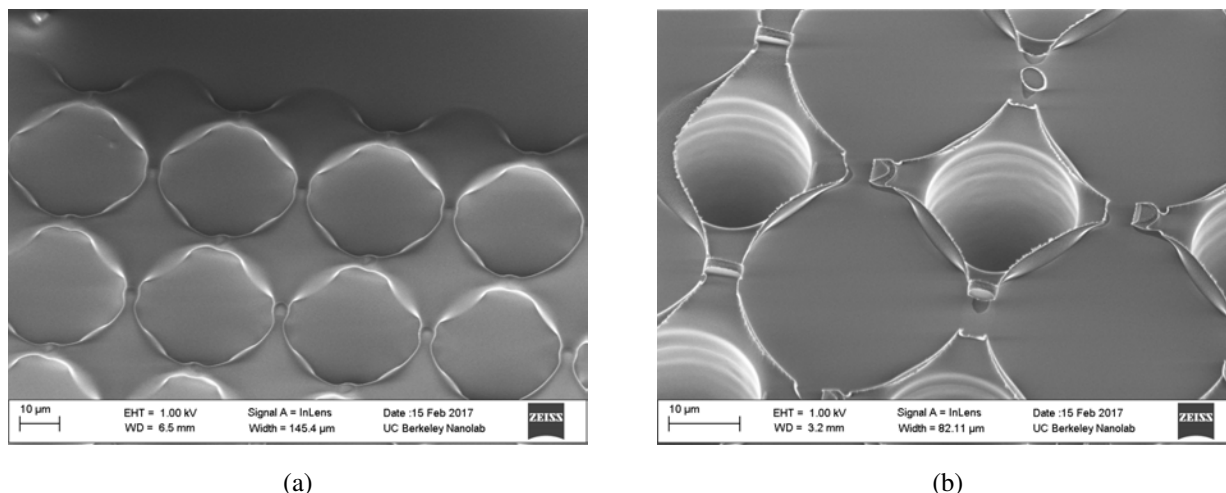 10 µm
EHT = 1.00 kV
WD = 6.5 mm
Signal A = InLens
Width = 145.4 µm
Date :15 Feb 2017
UC Berkeley Nanolab
ZEISS
10 µm
EHT = 1.00 kV
WD = 3.2 mm
Signal A = InLens
Width = 82.11 µm
Date :15 Feb 2017
UC Berkeley Nanolab
ZEISS
(a)
(b)